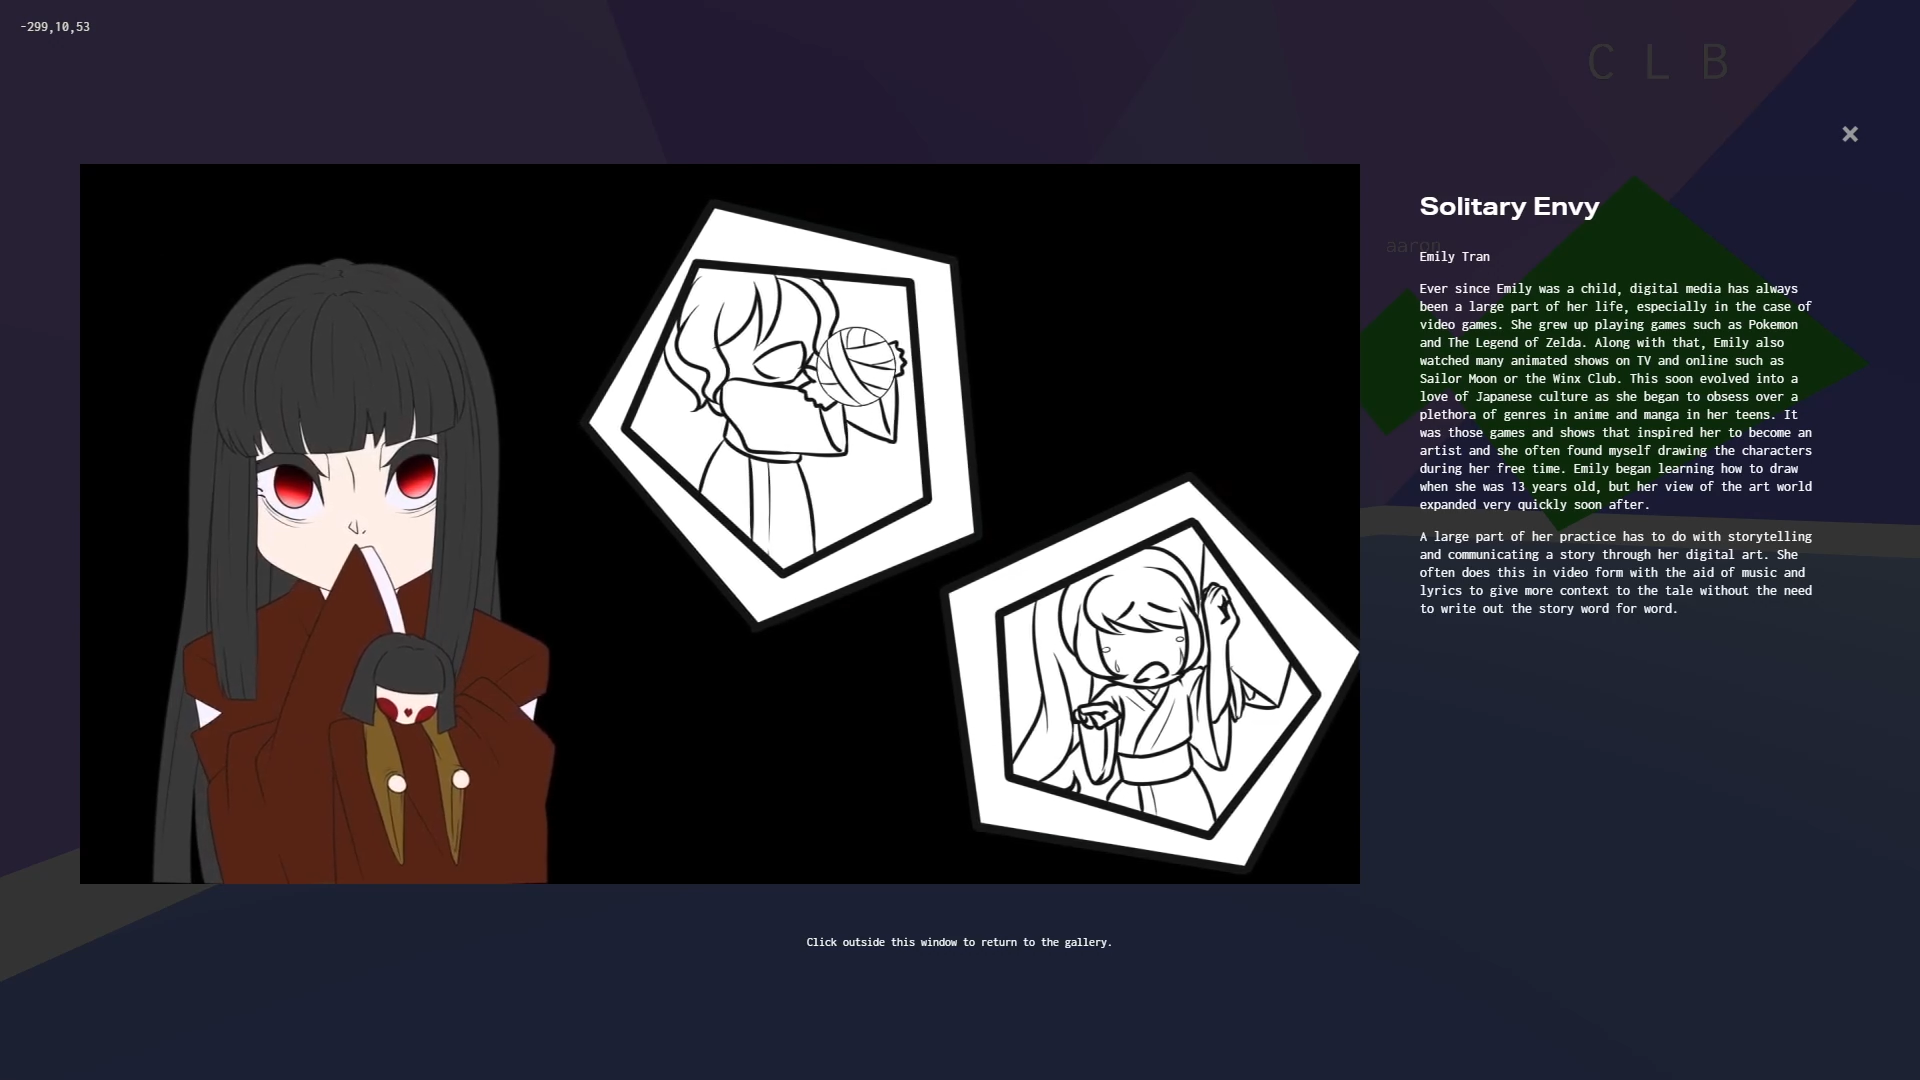 -299,10,53
C L B
×
Solitary Envy
aaron
Emily Tran
Ever since Emily was a child, digital media has always
been a large part of her life, especially in the case of
video games. She grew up playing games such as Pokemon
and The Legend of Zelda. Along with that, Emily also
watched many animated shows on TV and online such as
Sailor Moon or the Winx Club. This soon evolved into a
love of Japanese culture as she began to obsess over a
plethora of genres in anime and manga in her teens. It
was those games and shows that inspired her to become an
artist and she often found myself drawing the characters
during her free time. Emily began learning how to draw
when she was 13 years old, but her view of the art world
expanded very quickly soon after.
A large part of her practice has to do with storytelling
and communicating a story through her digital art. She
often does this in video form with the aid of music and
lyrics to give more context to the tale without the need
to write out the story word for word.
Click outside this window to return to the gallery.